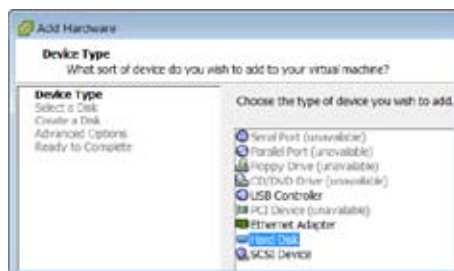 Add Hardware
Device Type
What sort of device do you wish to add to your virtual machine?
Device Type
Select a Disk
Create a Disk
Advanced Options
Ready to Complete
Choose the type of device you wish to add.
Serial Port (unavailable)
Parallel Port (unavailable)
Floppy Drive (unavailable)
CD/DVD Drive (unavailable)
USB Controller
PCI Device (unavailable)
Ethernet Adapter
Hard Disk
SCSI Device